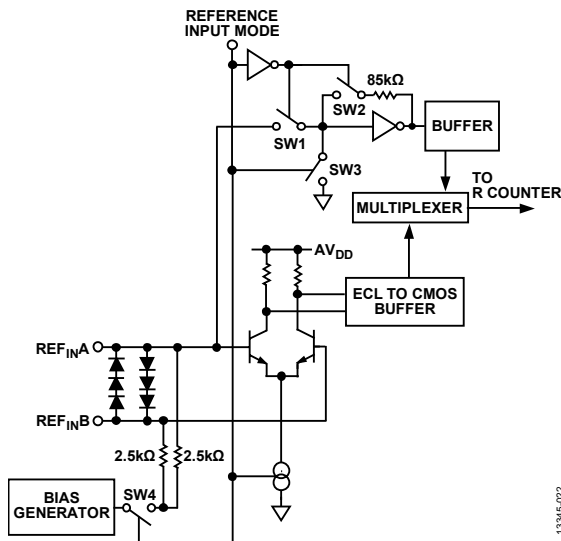 REFERENCE
INPUT MODE
85kΩ
SW2
SW1
BUFFER
SW3
TO
R COUNTER
MULTIPLEXER
AVDD
ECL TO CMOS
BUFFER
REFINA
REFINB
2.5kΩ 2.5kΩ
BIAS
GENERATOR
SW4
13345-022